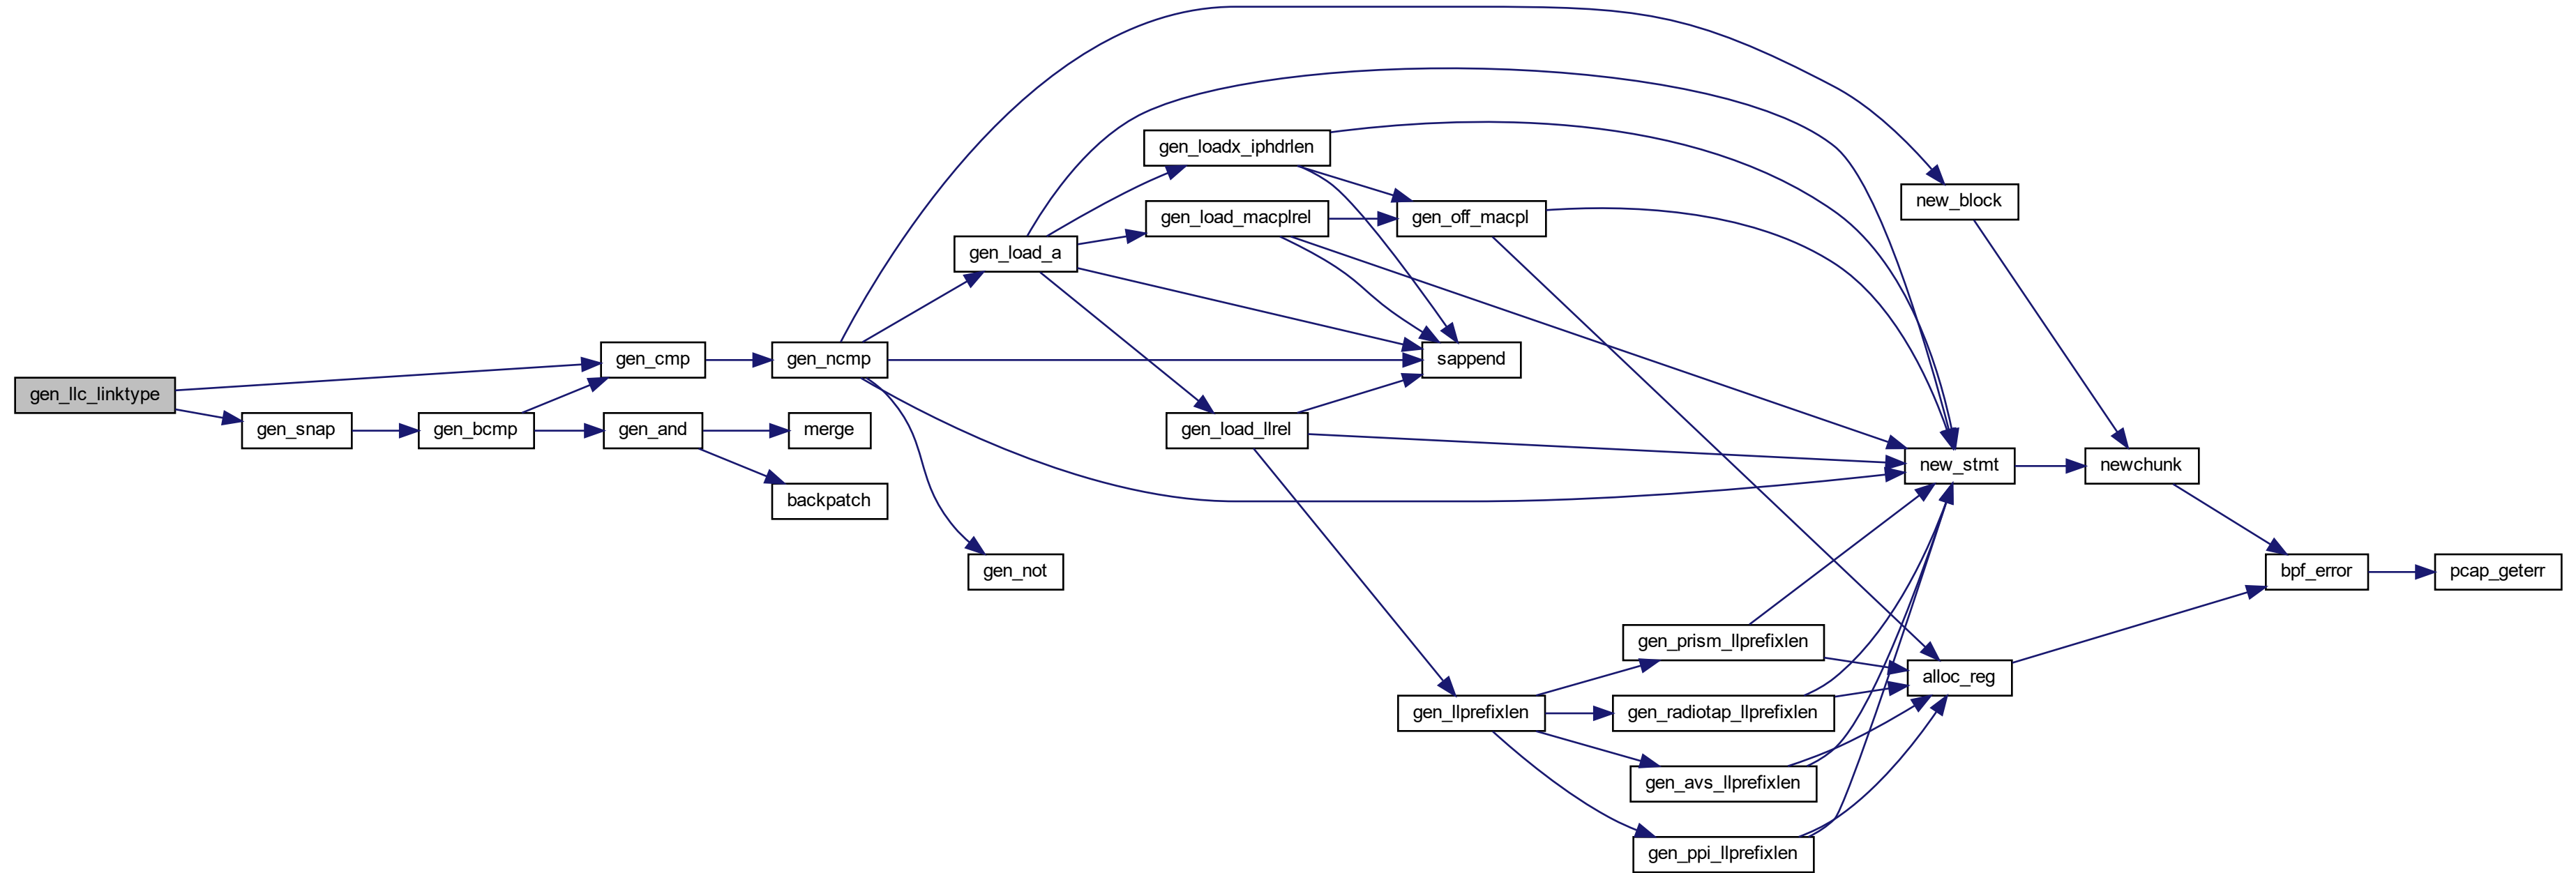 gen_llc_linktype
gen_snap
gen_bcmp
gen_cmp
gen_and
gen_ncmp
merge
backpatch
gen_load_a
gen_not
gen_loadx_iphdrlen
gen_load_macplrel
gen_load_llrel
gen_off_macpl
sappend
gen_llprefixlen
gen_prism_llprefixlen
gen_radiotap_llprefixlen
gen_avs_llprefixlen
gen_ppi_llprefixlen
new_block
new_stmt
alloc_reg
newchunk
bpf_error
pcap_geterr